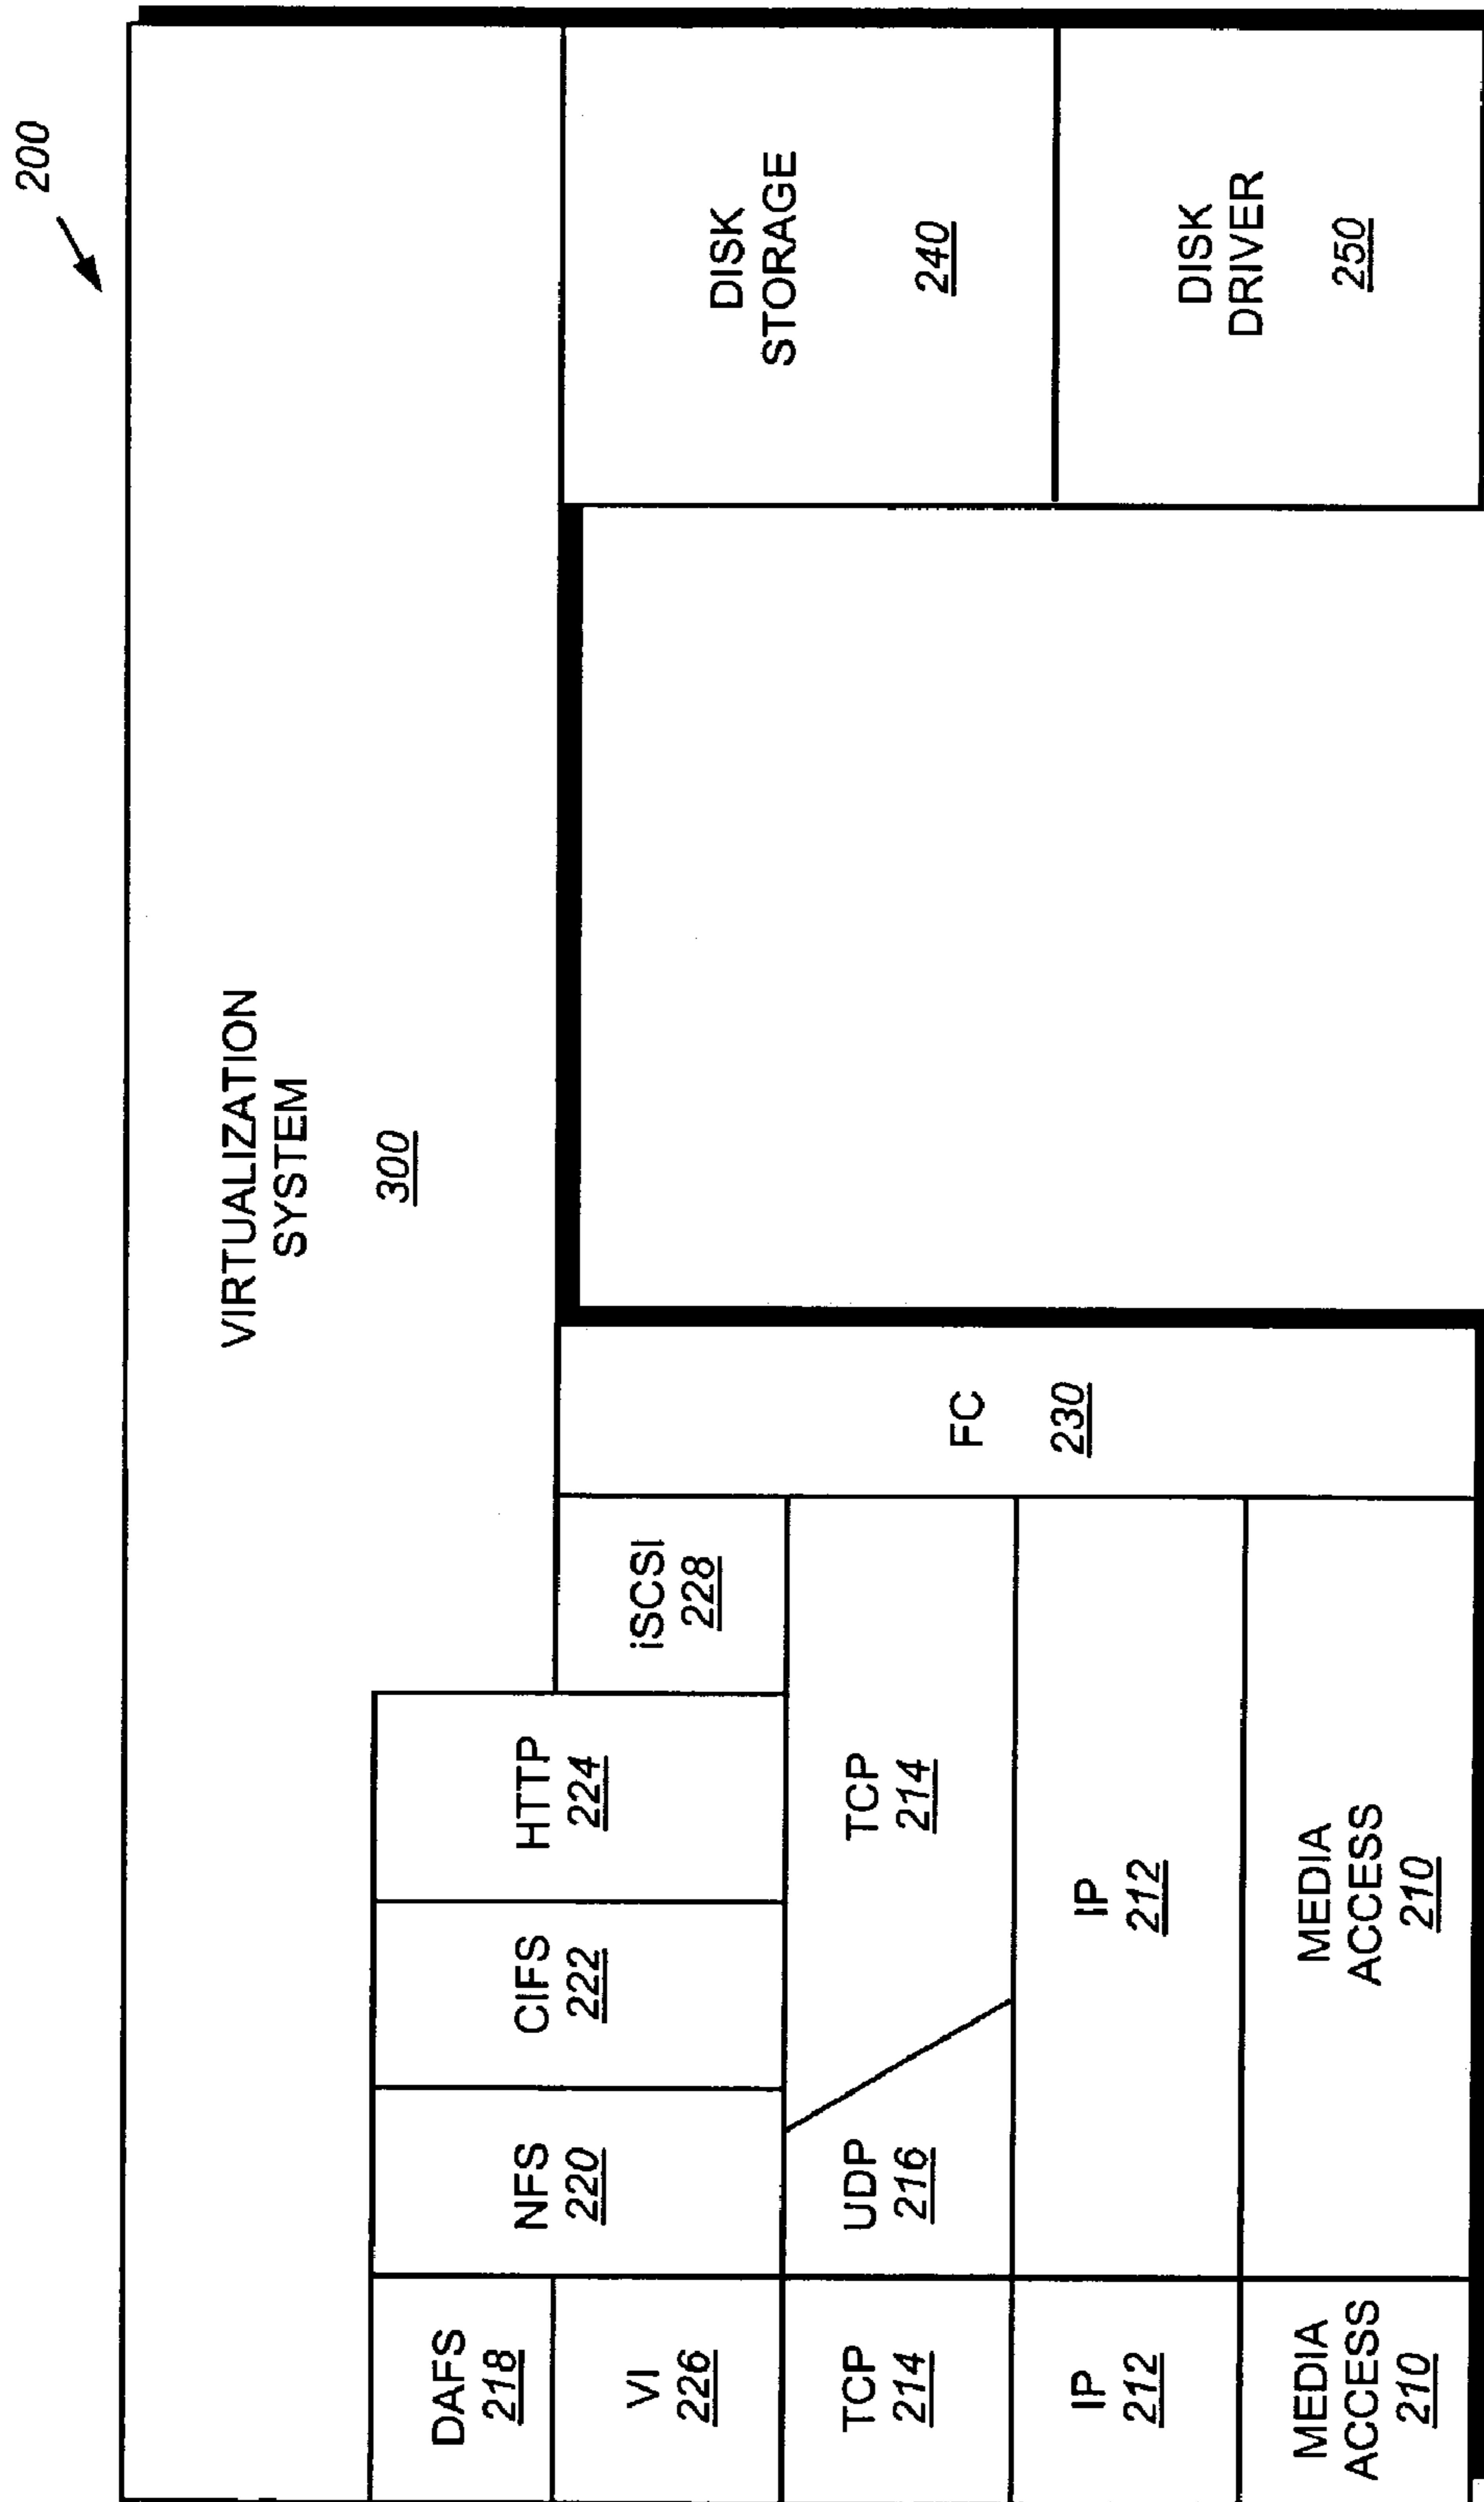 200
VIRTUALIZATION
SYSTEM
300
DAFS
218
VI
226
NFS
220
CIFS
222
HTTP
224
iSCSI
228
TCP
214
UDP
216
TCP
214
IP
212
IP
212
MEDIA
ACCESS
210
MEDIA
ACCESS
210
FC
230
DISK
STORAGE
240
DISK
DRIVER
250